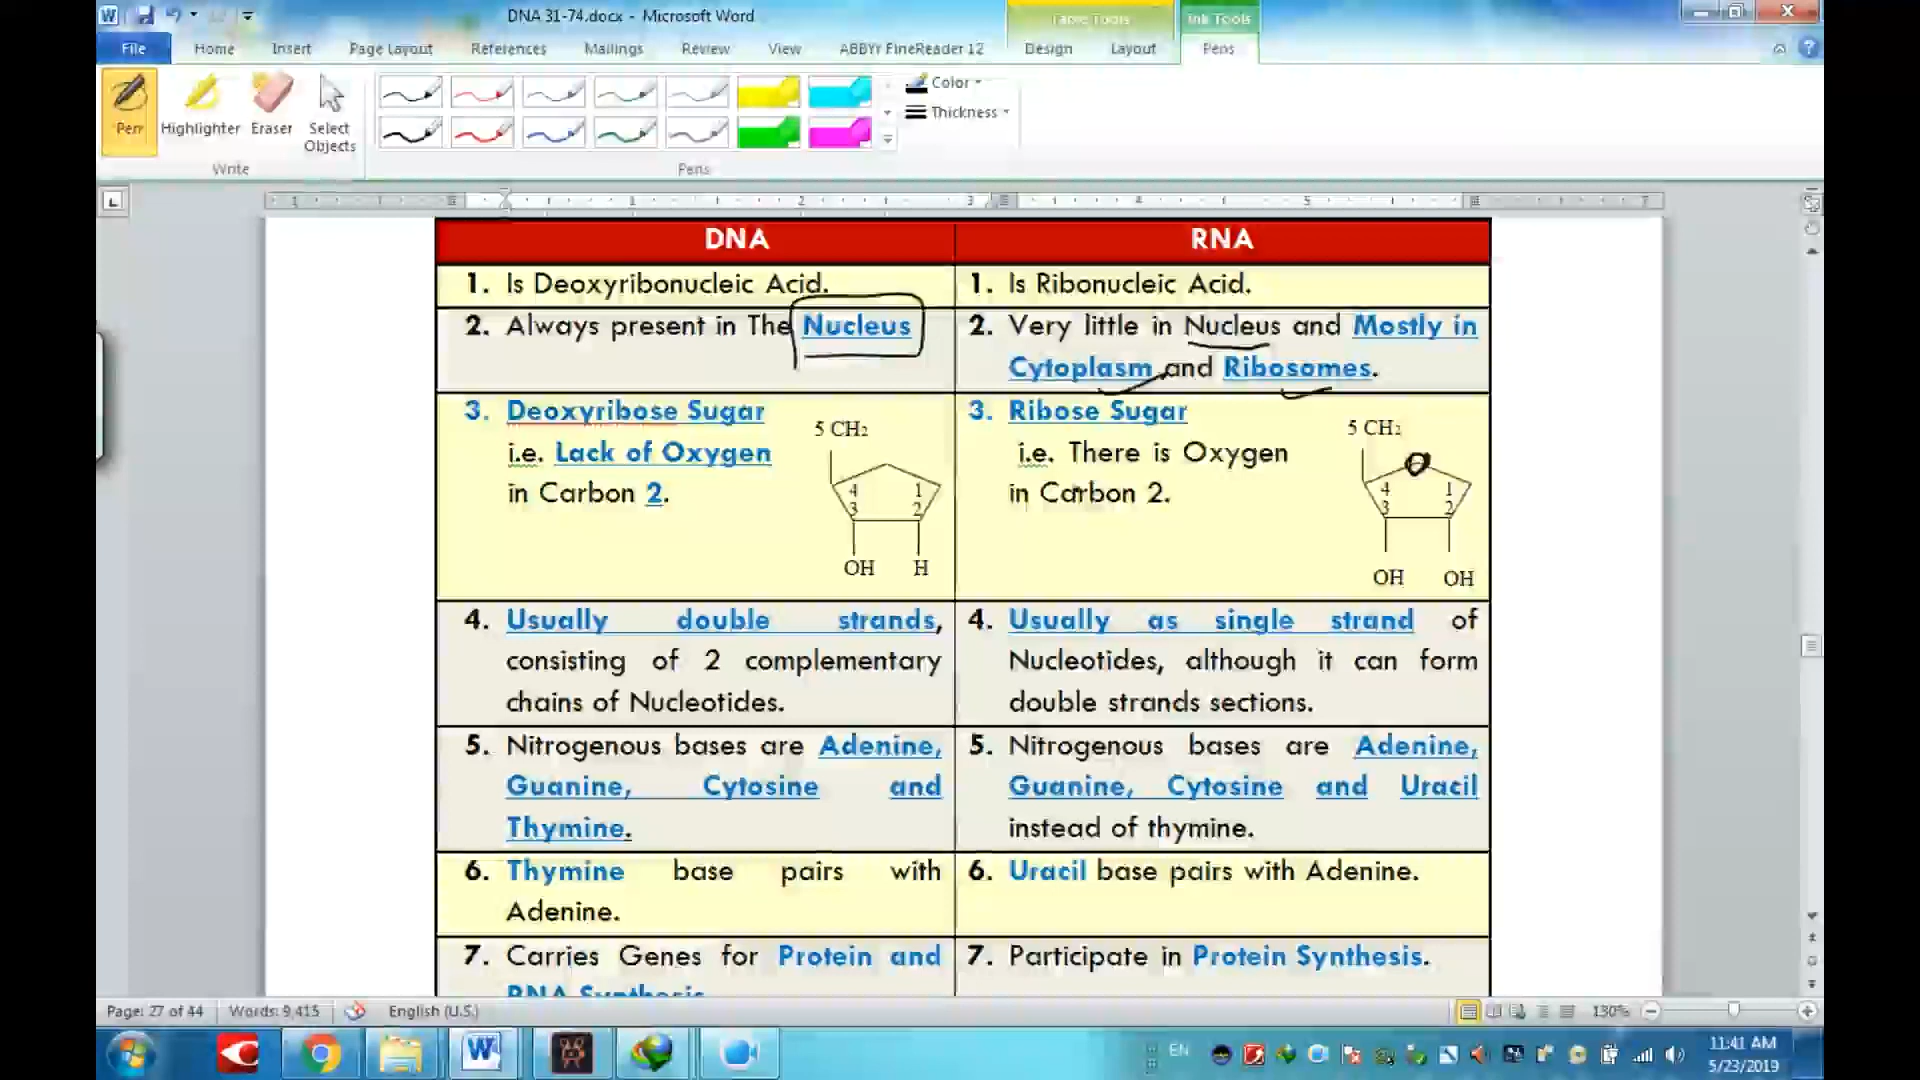 DNA 31-74.docx - Microsoft Word
Table Tools
Ink Tools
File
Home
Insert
Page Layout
References
Mailings
Review
View
ABBYY FineReader 12
Design
Layout
Pens
Pen
Highlighter
Eraser
Select
Objects
Color
Thickness
Write
Pens
1 1 2 3 4 5 7
DNA
RNA
1. Is Deoxyribonucleic Acid.
1. Is Ribonucleic Acid.
2. Always present in The Nucleus
2. Very little in Nucleus and Mostly in
Cytoplasm and Ribosomes.
3. Deoxyribose Sugar
i.e. Lack of Oxygen
in Carbon 2.
5 CH2
4 1
3 2
OH H
3. Ribose Sugar
i.e. There is Oxygen
in Carbon 2.
5 CH2
O
4 1
3 2
OH OH
4. Usually double strands,
consisting of 2 complementary
chains of Nucleotides.
4. Usually as single strand of
Nucleotides, although it can form
double strands sections.
5. Nitrogenous bases are Adenine,
Guanine, Cytosine and
Thymine.
5. Nitrogenous bases are Adenine,
Guanine, Cytosine and Uracil
instead of thymine.
6. Thymine base pairs with
Adenine.
6. Uracil base pairs with Adenine.
7. Carries Genes for Protein and
RNA Synthesis
7. Participate in Protein Synthesis.
Page: 27 of 44
Words: 9,415
English (U.S.)
130%
EN
11:41 AM
5/23/2019